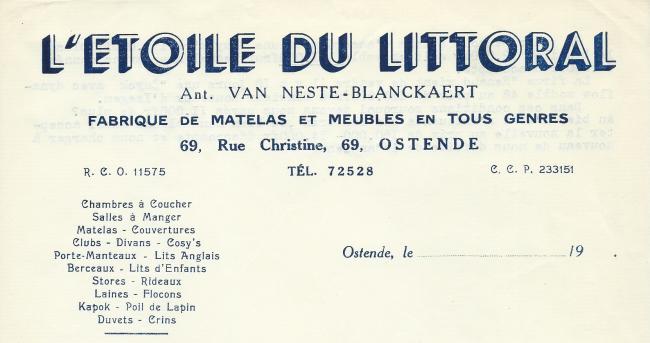 L'ETOILE DU LITTORAL
Ant. VAN NESTE-BLANCKAERT
FABRIQUE DE MATELAS ET MEUBLES EN TOUS GENRES
69, Rue Christine, 69, OSTENDE
R. C. O. 11575 TÉL. 72528 C. C. P. 233151
Chambres à Coucher
Salles à Manger
Matelas - Couvertures
Clubs - Divans - Cosy's
Porte-Manteaux - Lits Anglais
Berceaux - Lits d'Enfants
Stores - Rideaux
Laines - Flocons
Kapok - Poil de Lapin
Duvets - Crins
Ostende, le 19 .